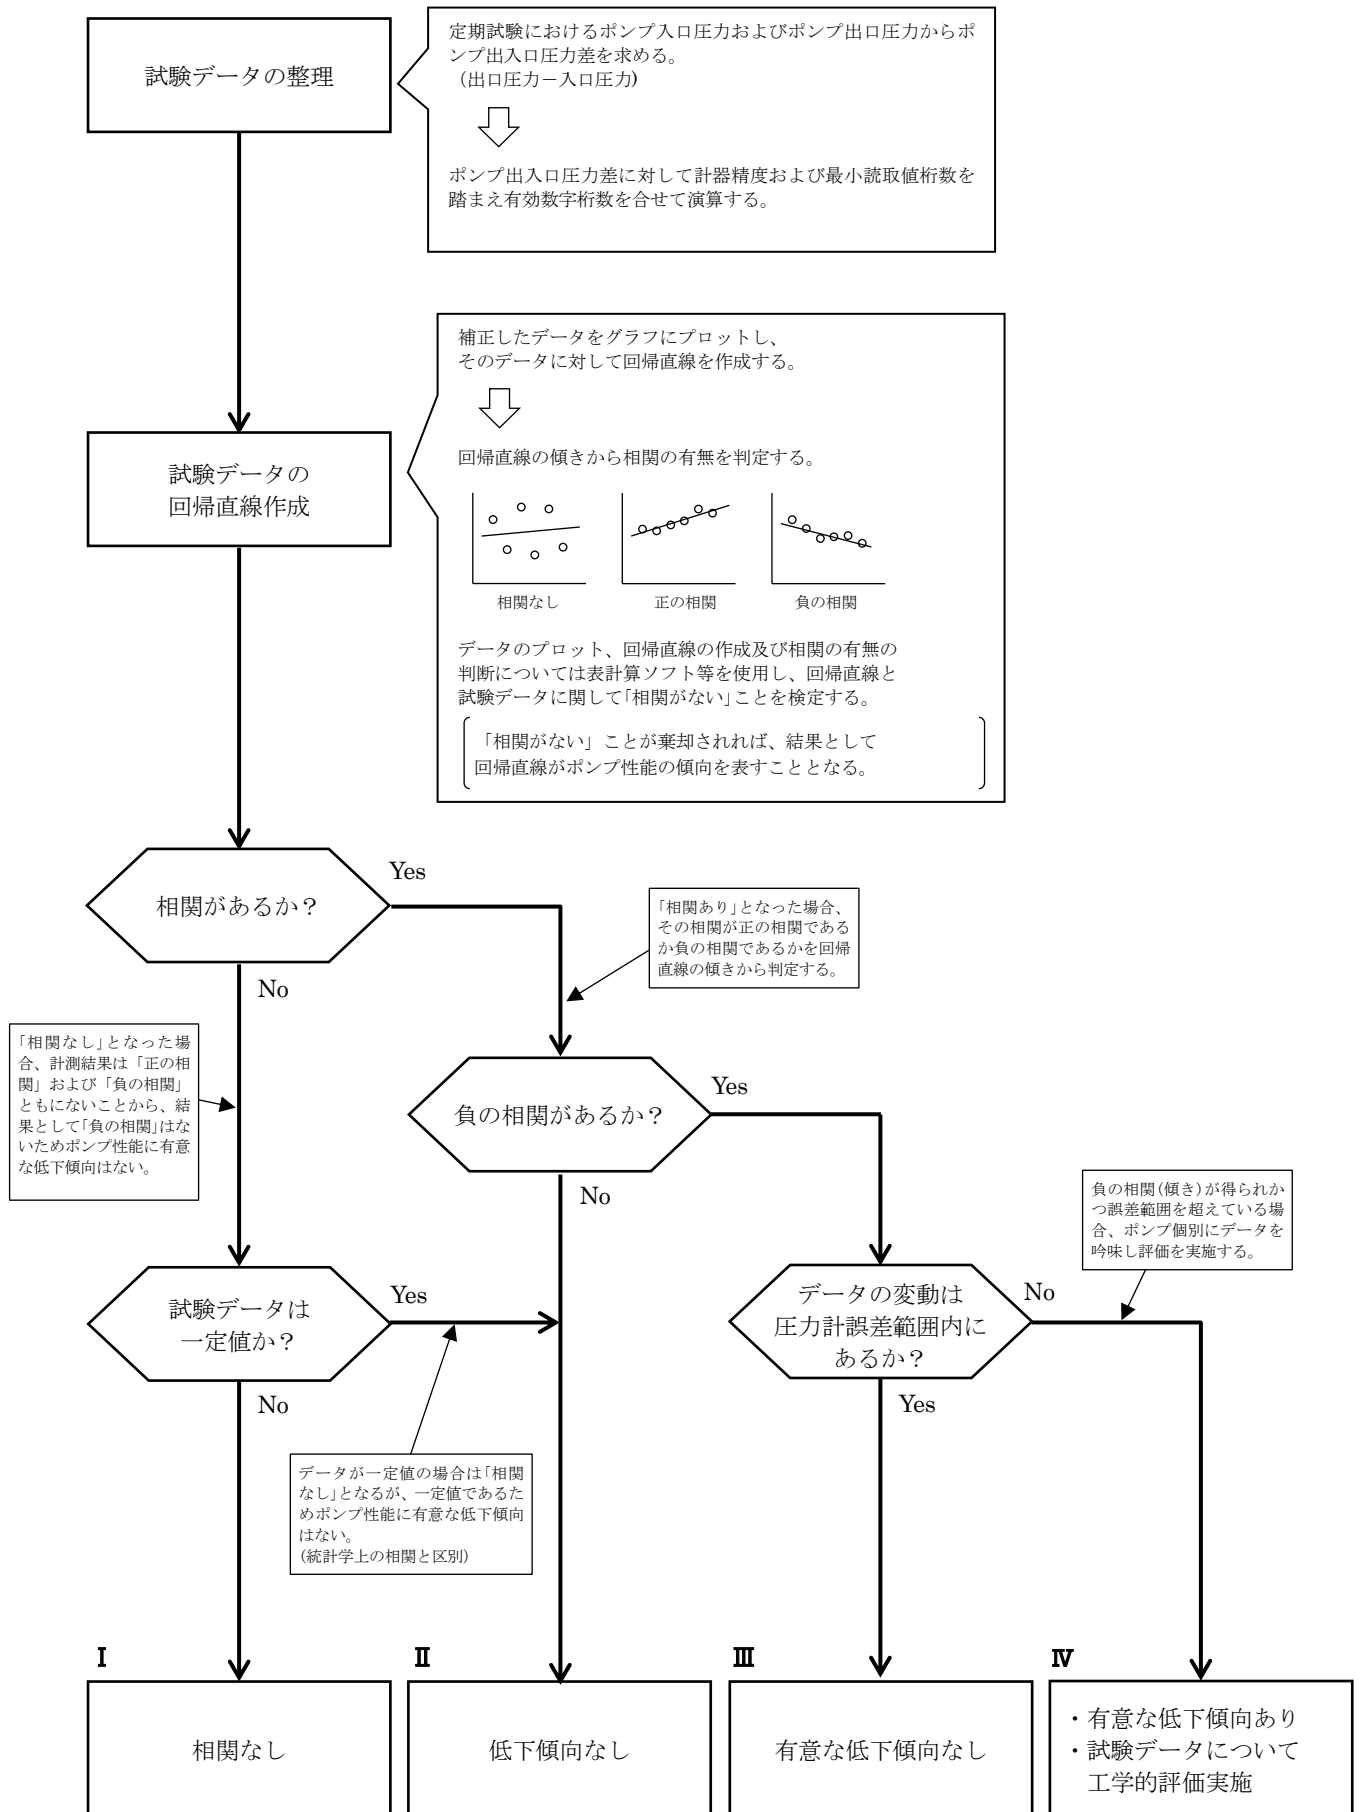 試験データの整理
定期試験におけるポンプ入口圧力およびポンプ出口圧力からポ
ンプ出入口圧力差を求める。
(出口圧力－入口圧力)
ポンプ出入口圧力差に対して計器精度および最小読取値桁数を
踏まえ有効数字桁数を合せて演算する。
試験データの
回帰直線作成
補正したデータをグラフにプロットし、
そのデータに対して回帰直線を作成する。
回帰直線の傾きから相関の有無を判定する。
相関なし
正の相関
負の相関
データのプロット、回帰直線の作成及び相関の有無の
判断については表計算ソフト等を使用し、回帰直線と
試験データに関して「相関がない」ことを検定する。
「相関がない」ことが棄却されれば、結果として
回帰直線がポンプ性能の傾向を表すこととなる。
相関があるか？
Yes
No
「相関あり」となった場合、
その相関が正の相関である
か負の相関であるかを回帰
直線の傾きから判定する。
「相関なし」となった場
合、計測結果は「正の相
関」および「負の相関」
ともにないことから、結
果として「負の相関」はな
いためポンプ性能に有意
な低下傾向はない。
負の相関があるか？
Yes
No
負の相関(傾き)が得られか
つ誤差範囲を超えている場
合、ポンプ個別にデータを
吟味し評価を実施する。
試験データは
一定値か？
Yes
No
データの変動は
圧力計誤差範囲内に
あるか？
No
Yes
データが一定値の場合は「相関
なし」となるが、一定値であるた
めポンプ性能に有意な低下傾向
はない。
(統計学上の相関と区別)
Ⅰ
相関なし
Ⅱ
低下傾向なし
Ⅲ
有意な低下傾向なし
Ⅳ
・有意な低下傾向あり
・試験データについて
工学的評価実施